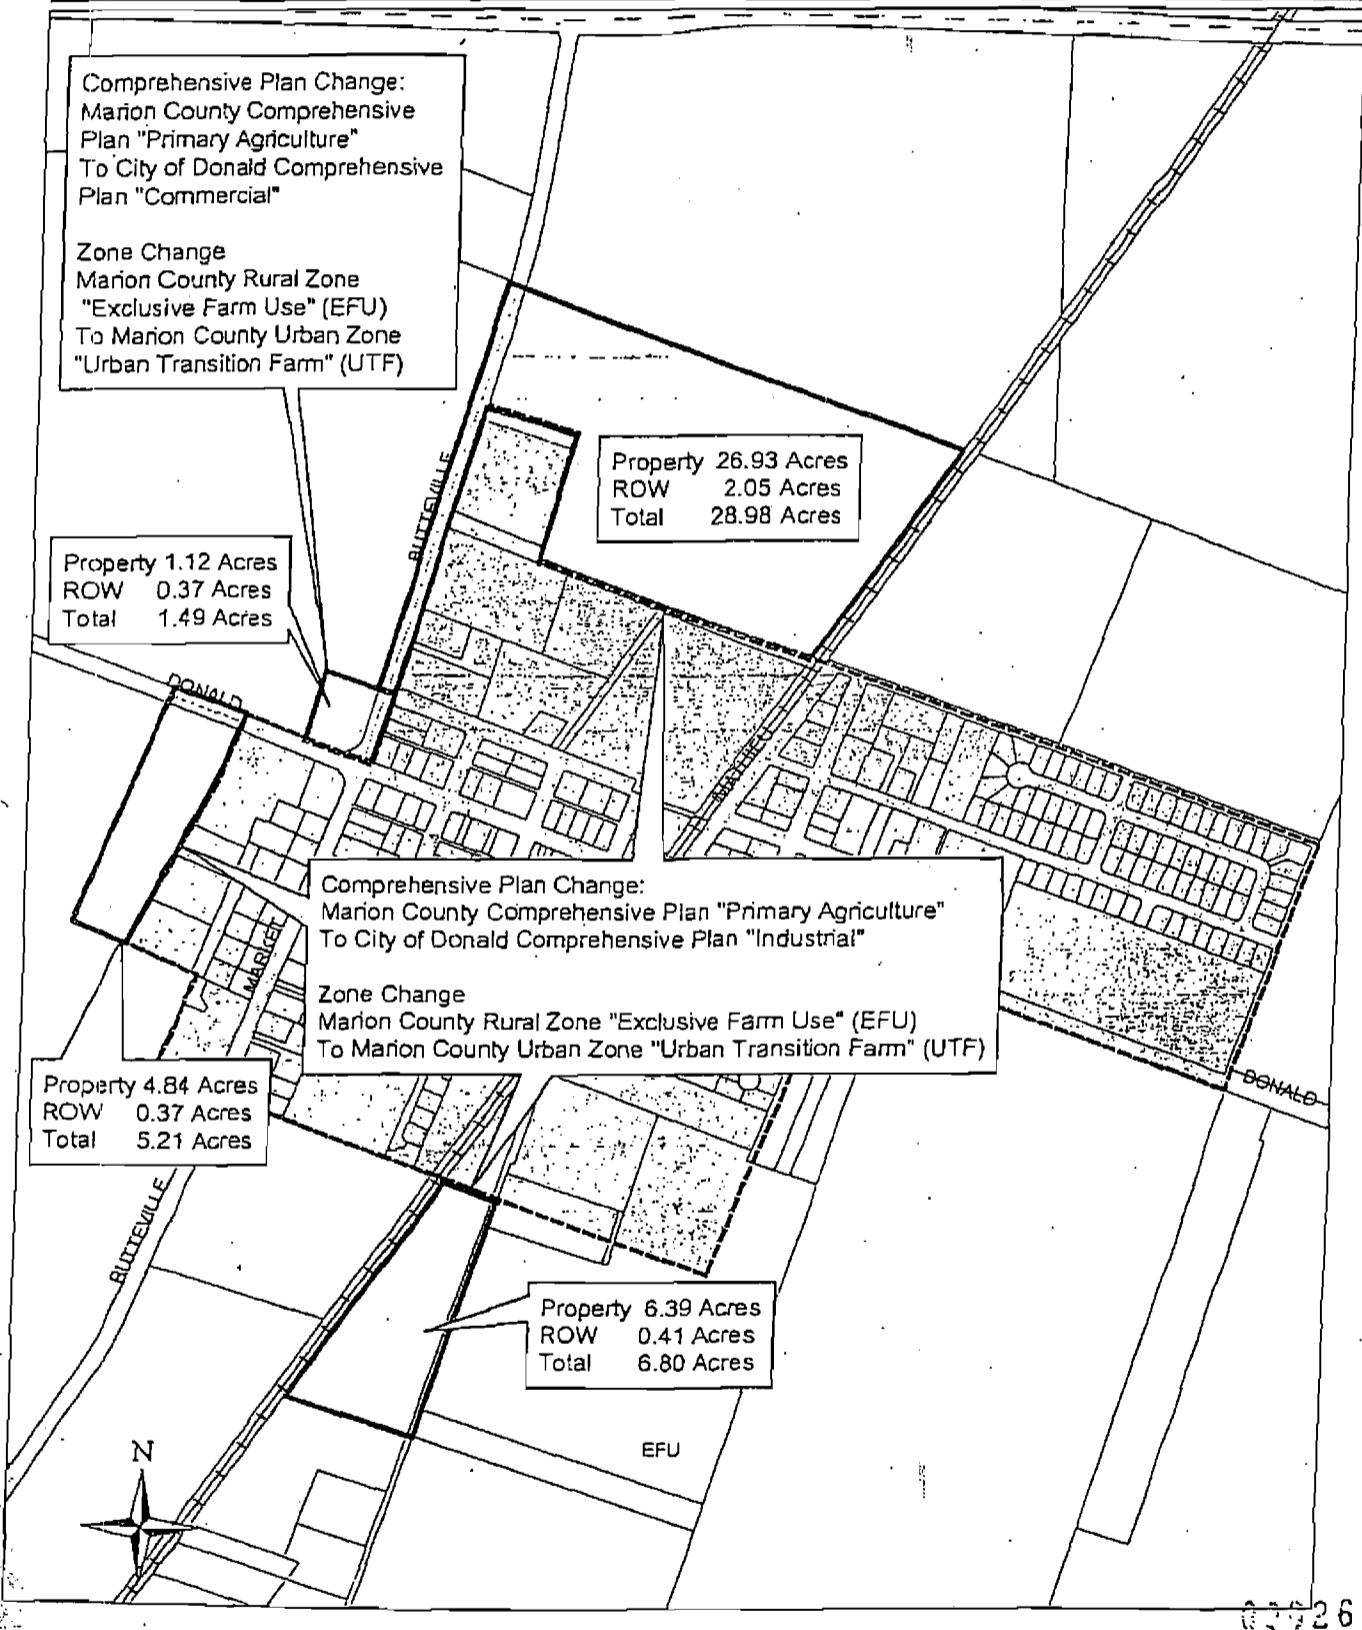 Comprehensive Plan Change:
Marion County Comprehensive
Plan "Primary Agriculture"
To City of Donald Comprehensive
Plan "Commercial"
Zone Change
Marion County Rural Zone
"Exclusive Farm Use" (EFU)
To Marion County Urban Zone
"Urban Transition Farm" (UTF)
Property 26.93 Acres
ROW 2.05 Acres
Total 28.98 Acres
BUTTEVILLE
Property 1.12 Acres
ROW 0.37 Acres
Total 1.49 Acres
DONALD
Comprehensive Plan Change:
Marion County Comprehensive Plan "Primary Agriculture"
To City of Donald Comprehensive Plan "Industrial"
Zone Change
Marion County Rural Zone "Exclusive Farm Use" (EFU)
To Marion County Urban Zone "Urban Transition Farm" (UTF)
MARKET
DONALD
Property 4.84 Acres
ROW 0.37 Acres
Total 5.21 Acres
BUTTEVILLE
Property 6.39 Acres
ROW 0.41 Acres
Total 6.80 Acres
EFU
N